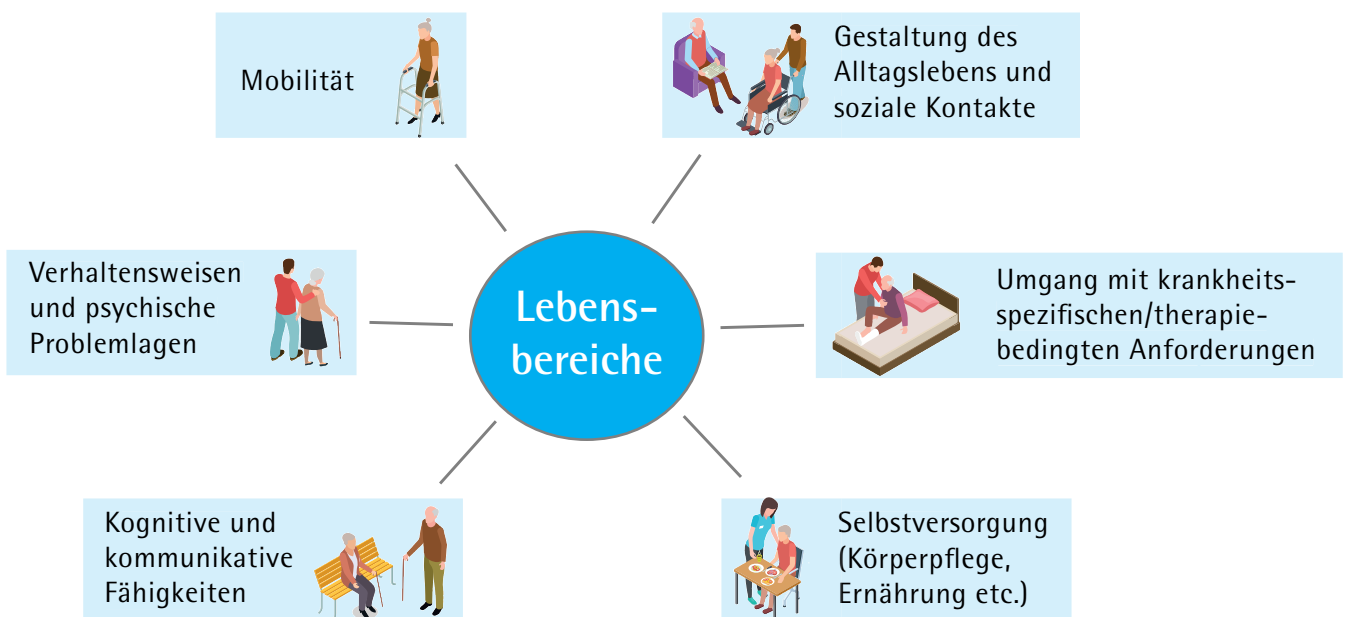 Mobilität
Gestaltung des
Alltagslebens und
soziale Kontakte
Verhaltensweisen
und psychische
Problemlagen
Lebens-
bereiche
Umgang mit krankheits-
spezifischen/therapie-
bedingten Anforderungen
Kognitive und
kommunikative
Fähigkeiten
Selbstversorgung
(Körperpflege,
Ernährung etc.)